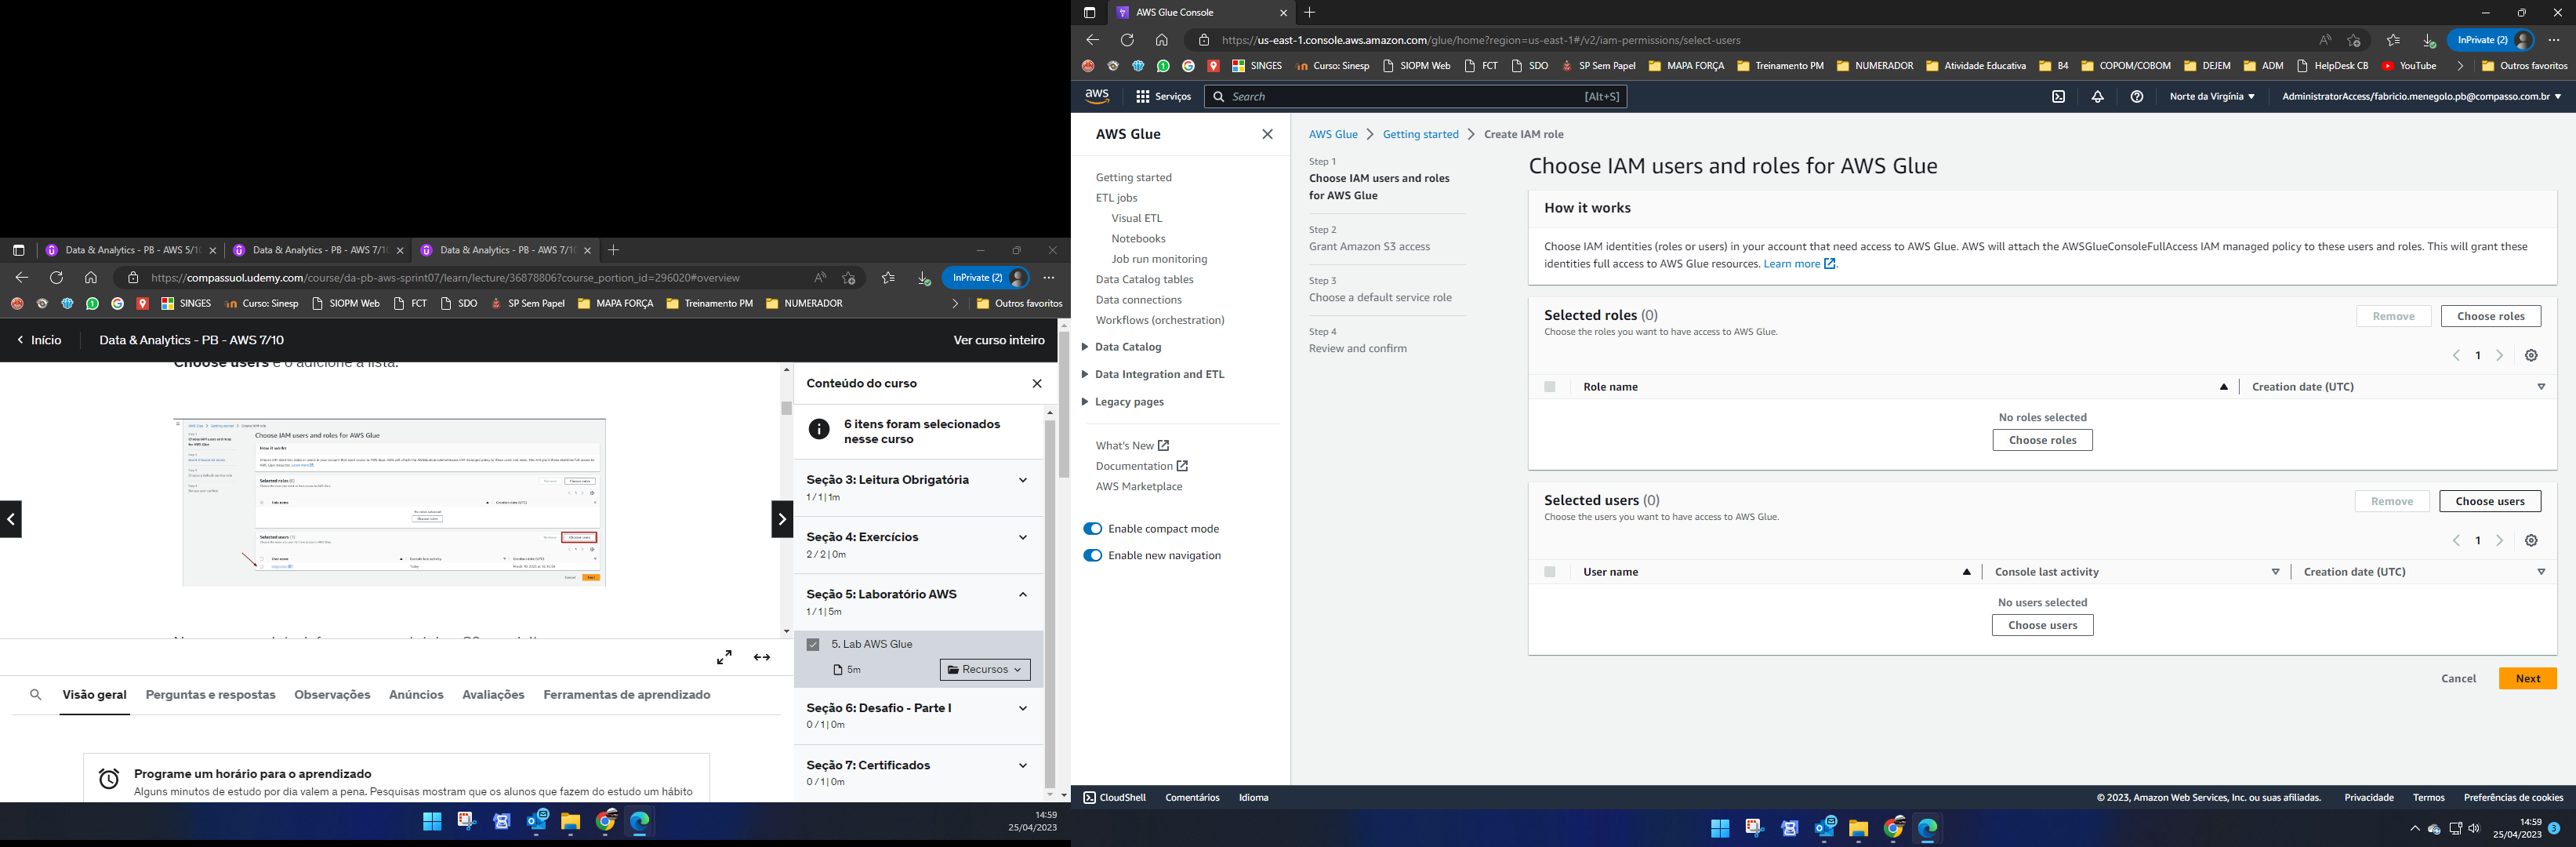 Data & Analytics - PB - AWS 5/1
Data & Analytics - PB - AWS 7/1
Data & Analytics - PB - AWS 7/1
https://compassuol.udemy.com/course/da-pb-aws-sprint07/learn/lecture/36878806?course_portion_id=296020#overview
InPrivate (2)
SINGES
Curso: Sinesp
SIOPM Web
FCT
SDO
SP Sem Papel
MAPA FORÇA
Treinamento PM
NUMERADOR
Outros favoritos
Início
Data & Analytics - PB - AWS 7/10
Ver curso inteiro
Choose users e o adicione à lista.
Choose IAM users and roles for AWS Glue
How it works
Selected roles (0)
Selected users (1)
Conteúdo do curso
6 itens foram selecionados
nesse curso
Seção 3: Leitura Obrigatória
1 / 1 | 1m
Seção 4: Exercícios
2 / 2 | 0m
Seção 5: Laboratório AWS
1 / 1 | 5m
5. Lab AWS Glue
5m
Recursos
Seção 6: Desafio - Parte I
0 / 1 | 0m
Seção 7: Certificados
0 / 1 | 0m
Visão geral
Perguntas e respostas
Observações
Anúncios
Avaliações
Ferramentas de aprendizado
Programe um horário para o aprendizado
Alguns minutos de estudo por dia valem a pena. Pesquisas mostram que os alunos que fazem do estudo um hábito
14:59
25/04/2023
AWS Glue Console
https://us-east-1.console.aws.amazon.com/glue/home?region=us-east-1#/v2/iam-permissions/select-users
InPrivate (2)
SINGES
Curso: Sinesp
SIOPM Web
FCT
SDO
SP Sem Papel
MAPA FORÇA
Treinamento PM
NUMERADOR
Atividade Educativa
B4
COPOM/COBOM
DEJEM
ADM
HelpDesk CB
YouTube
Outros favoritos
aws
Serviços
Search
[Alt+S]
Norte da Virgínia
AdministratorAccess/fabricio.menegolo.pb@compasso.com.br
AWS Glue
Getting started
ETL jobs
Visual ETL
Notebooks
Job run monitoring
Data Catalog tables
Data connections
Workflows (orchestration)
Data Catalog
Data Integration and ETL
Legacy pages
What's New
Documentation
AWS Marketplace
Enable compact mode
Enable new navigation
AWS Glue
Getting started
Create IAM role
Step 1
Choose IAM users and roles
for AWS Glue
Step 2
Grant Amazon S3 access
Step 3
Choose a default service role
Step 4
Review and confirm
Choose IAM users and roles for AWS Glue
How it works
Choose IAM identities (roles or users) in your account that need access to AWS Glue. AWS will attach the AWSGlueConsoleFullAccess IAM managed policy to these users and roles. This will grant these
identities full access to AWS Glue resources. Learn more.
Selected roles (0)
Choose the roles you want to have access to AWS Glue.
Remove
Choose roles
1
Role name
Creation date (UTC)
No roles selected
Choose roles
Selected users (0)
Choose the users you want to have access to AWS Glue.
Remove
Choose users
1
User name
Console last activity
Creation date (UTC)
No users selected
Choose users
Cancel
Next
CloudShell
Comentários
Idioma
© 2023, Amazon Web Services, Inc. ou suas afiliadas.
Privacidade
Termos
Preferências de cookies
14:59
25/04/2023
3